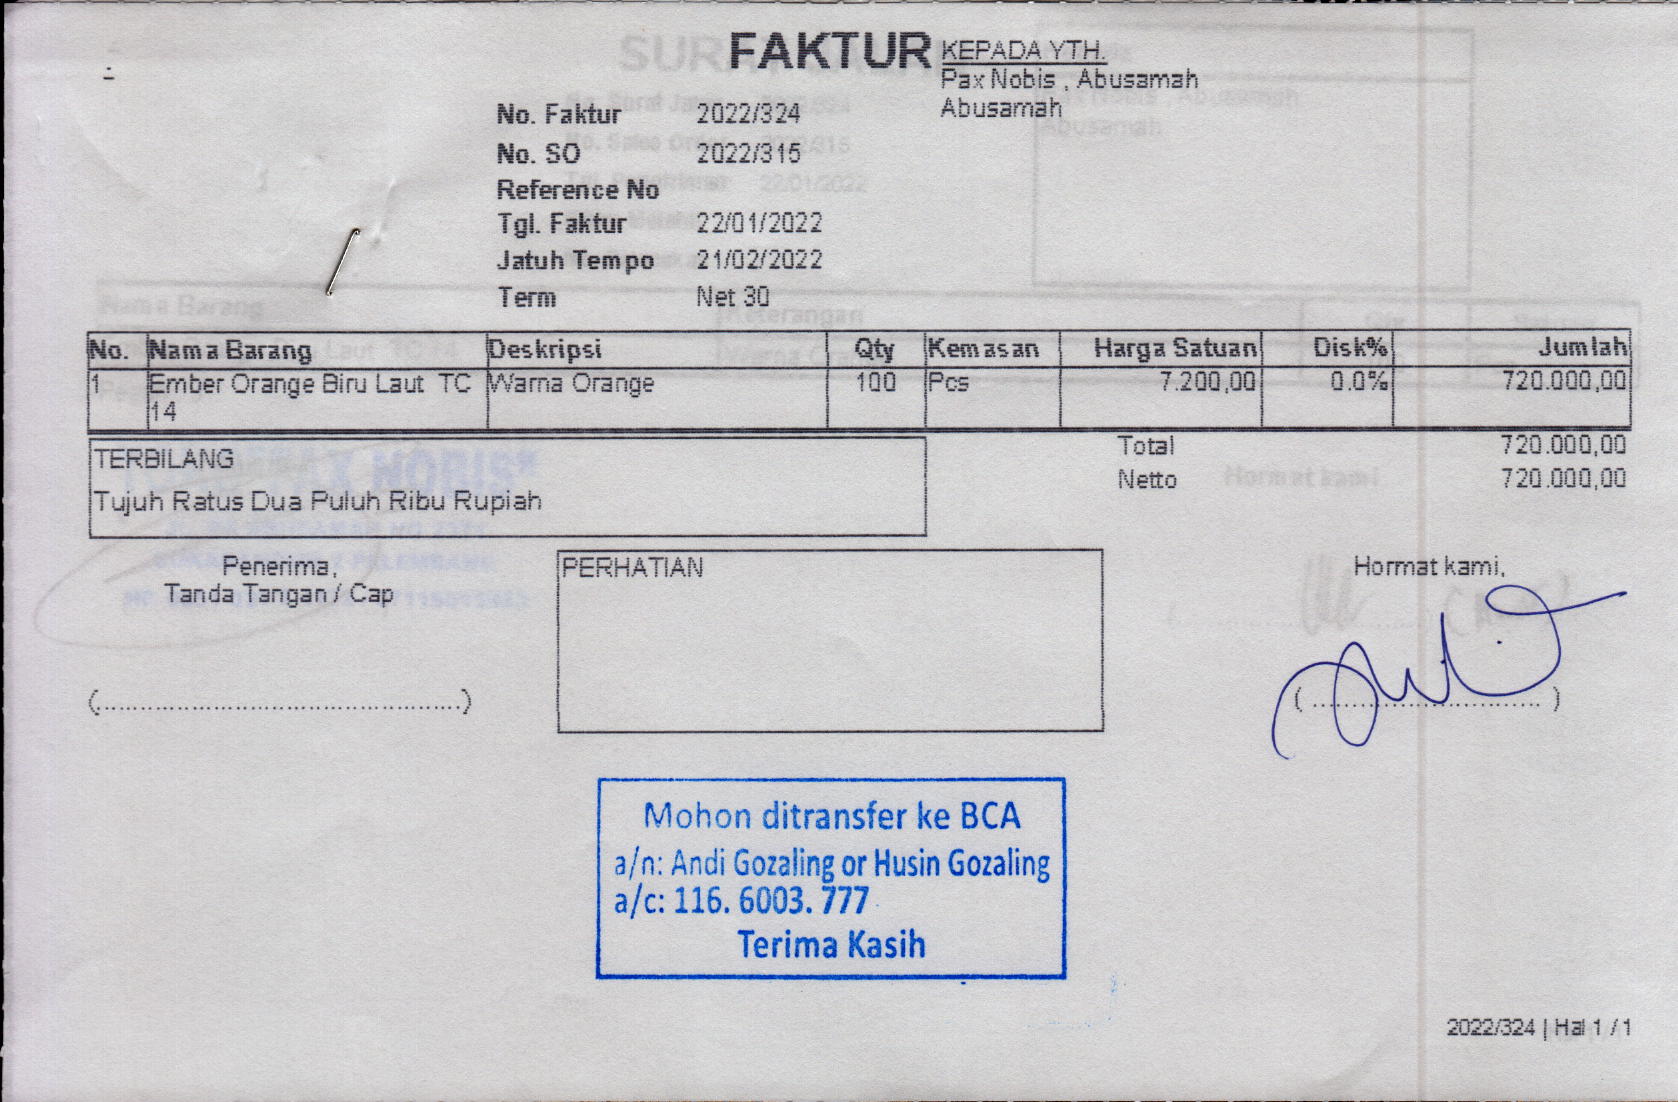 FAKTUR
KEPADA YTH.
Pax Nobis , Abusamah
Abusamah
No. Faktur 2022/324
No. SO 2022/315
Reference No
Tgl. Faktur 22/01/2022
Jatuh Tempo 21/02/2022
Term Net 30
No. Nama Barang Deskripsi Qty Kemasan Harga Satuan Disk% Jumlah
1 Ember Orange Biru Laut TC 14 Warna Orange 100 Pcs 7.200,00 0.0% 720.000,00
Total 720.000,00
Netto 720.000,00
TERBILANG
Tujuh Ratus Dua Puluh Ribu Rupiah
Penerima,
Tanda Tangan / Cap
(..............................................)
PERHATIAN
Hormat kami,
(..............................)
Mohon ditransfer ke BCA
a/n: Andi Gozaling or Husin Gozaling
a/c: 116. 6003. 777
Terima Kasih
2022/324 | Hal 1 / 1